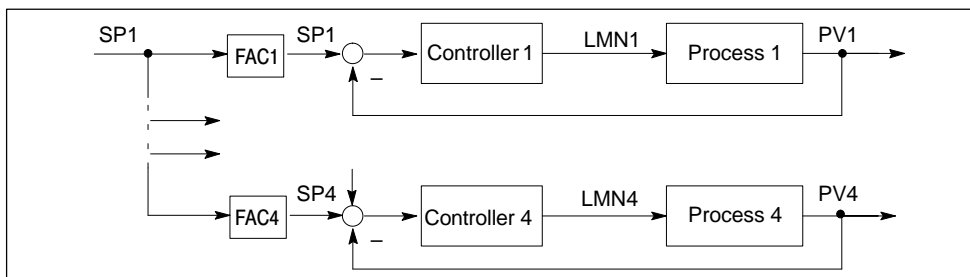 SP1 FAC1 SP1 – Controller 1 LMN1 Process 1 PV1
SP4 FAC4 – Controller 4 LMN4 Process 4 PV4